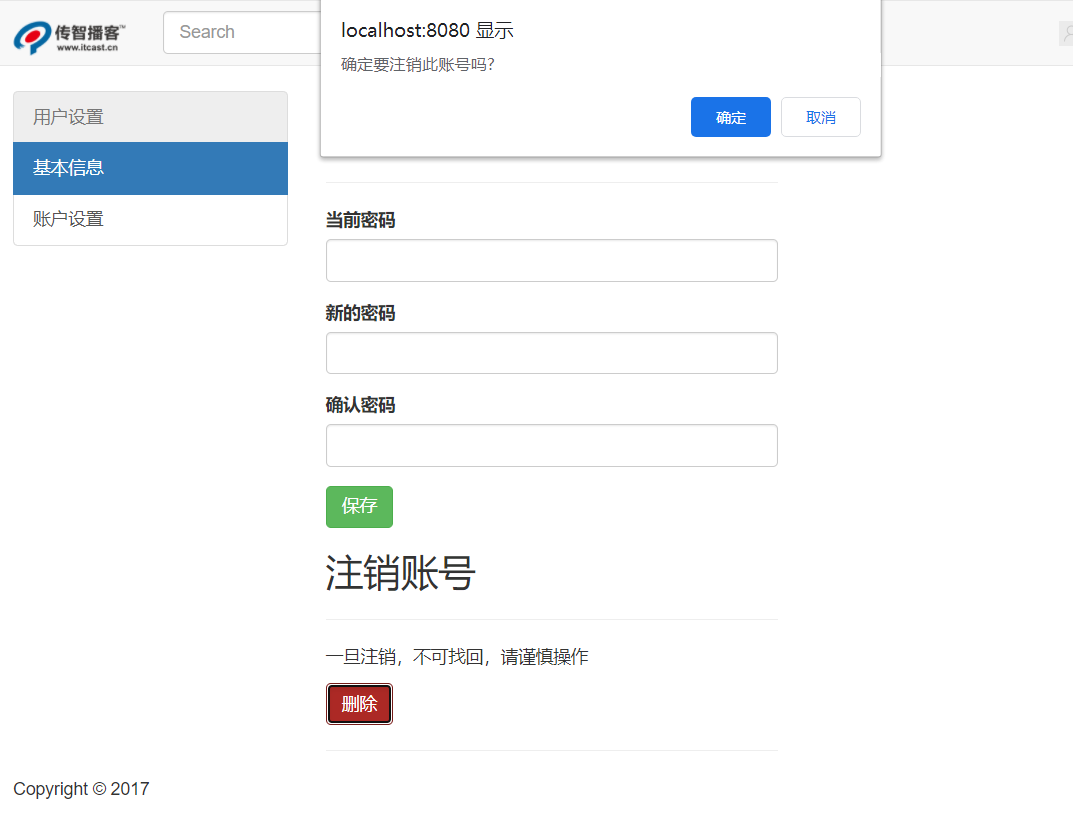 传智播客™
www.itcast.cn
Search
localhost:8080 显示
确定要注销此账号吗?
确定
取消
用户设置
基本信息
账户设置
当前密码
新的密码
确认密码
保存
注销账号
一旦注销，不可找回，请谨慎操作
删除
Copyright © 2017